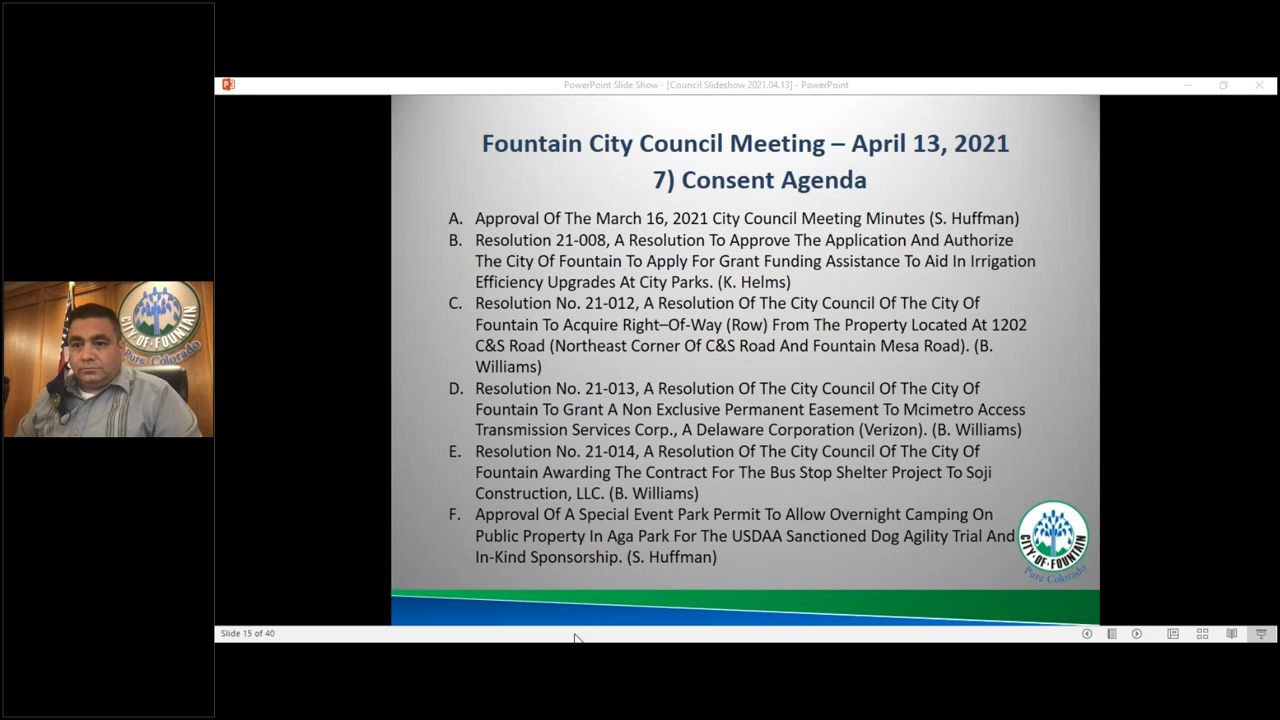 PowerPoint Slide Show - [Council Slideshow 2021.04.13] - PowerPoint
Fountain City Council Meeting – April 13, 2021
7) Consent Agenda
A. Approval Of The March 16, 2021 City Council Meeting Minutes (S. Huffman)
B. Resolution 21-008, A Resolution To Approve The Application And Authorize
The City Of Fountain To Apply For Grant Funding Assistance To Aid In Irrigation
Efficiency Upgrades At City Parks. (K. Helms)
C. Resolution No. 21-012, A Resolution Of The City Council Of The City Of
Fountain To Acquire Right–Of-Way (Row) From The Property Located At 1202
C&S Road (Northeast Corner Of C&S Road And Fountain Mesa Road). (B.
Williams)
D. Resolution No. 21-013, A Resolution Of The City Council Of The City Of
Fountain To Grant A Non Exclusive Permanent Easement To Mcimetro Access
Transmission Services Corp., A Delaware Corporation (Verizon). (B. Williams)
E. Resolution No. 21-014, A Resolution Of The City Council Of The City Of
Fountain Awarding The Contract For The Bus Stop Shelter Project To Soji
Construction, LLC. (B. Williams)
F. Approval Of A Special Event Park Permit To Allow Overnight Camping On
Public Property In Aga Park For The USDAA Sanctioned Dog Agility Trial And
In-Kind Sponsorship. (S. Huffman)
CITY·OF·FOUNTAIN
Pure Colorado
CITY·OF·FOUNTAIN
Pure Colorado
Slide 15 of 40